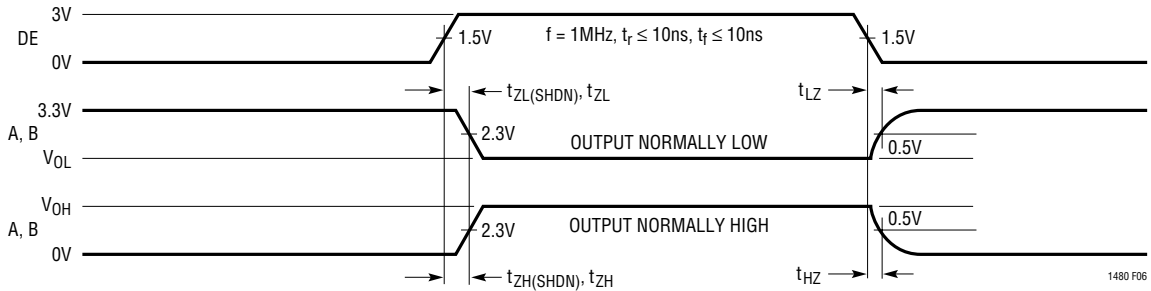 3V
DE
0V
1.5V
f = 1MHz, tr ≤ 10ns, tf ≤ 10ns
1.5V
3.3V
A, B
VOL
tZL(SHDN), tZL
2.3V
OUTPUT NORMALLY LOW
tLZ
0.5V
VOH
A, B
0V
2.3V
OUTPUT NORMALLY HIGH
0.5V
tZH(SHDN), tZH
tHZ
1480 F06